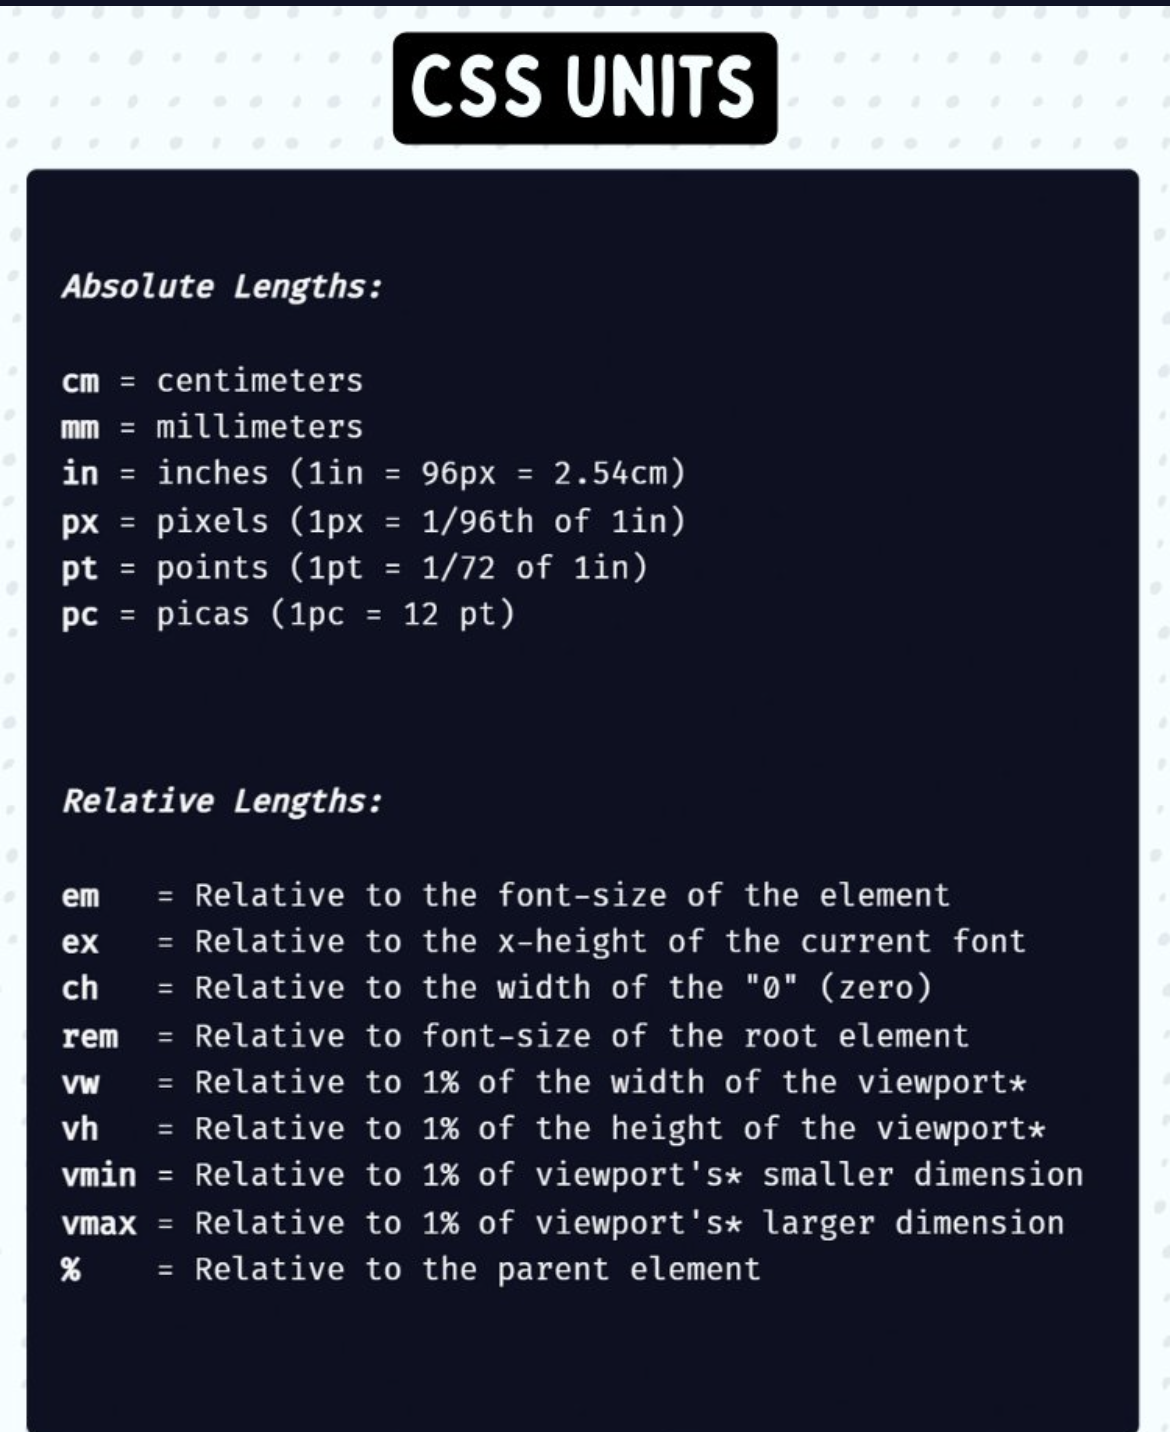 CSS UNITS
Absolute Lengths:
cm = centimeters
mm = millimeters
in = inches (1in = 96px = 2.54cm)
px = pixels (1px = 1/96th of 1in)
pt = points (1pt = 1/72 of 1in)
pc = picas (1pc = 12 pt)
Relative Lengths:
em = Relative to the font-size of the element
ex = Relative to the x-height of the current font
ch = Relative to the width of the "0" (zero)
rem = Relative to font-size of the root element
vw = Relative to 1% of the width of the viewport*
vh = Relative to 1% of the height of the viewport*
vmin = Relative to 1% of viewport's* smaller dimension
vmax = Relative to 1% of viewport's* larger dimension
% = Relative to the parent element